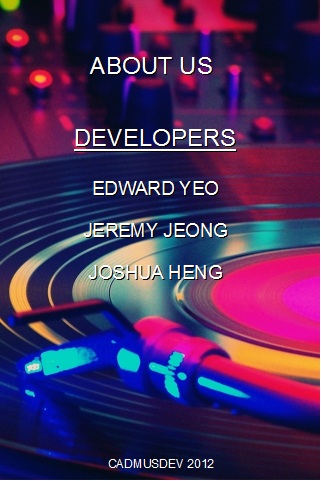 ABOUT US
DEVELOPERS
EDWARD YEO
JEREMY JEONG
JOSHUA HENG
CADMUSDEV 2012